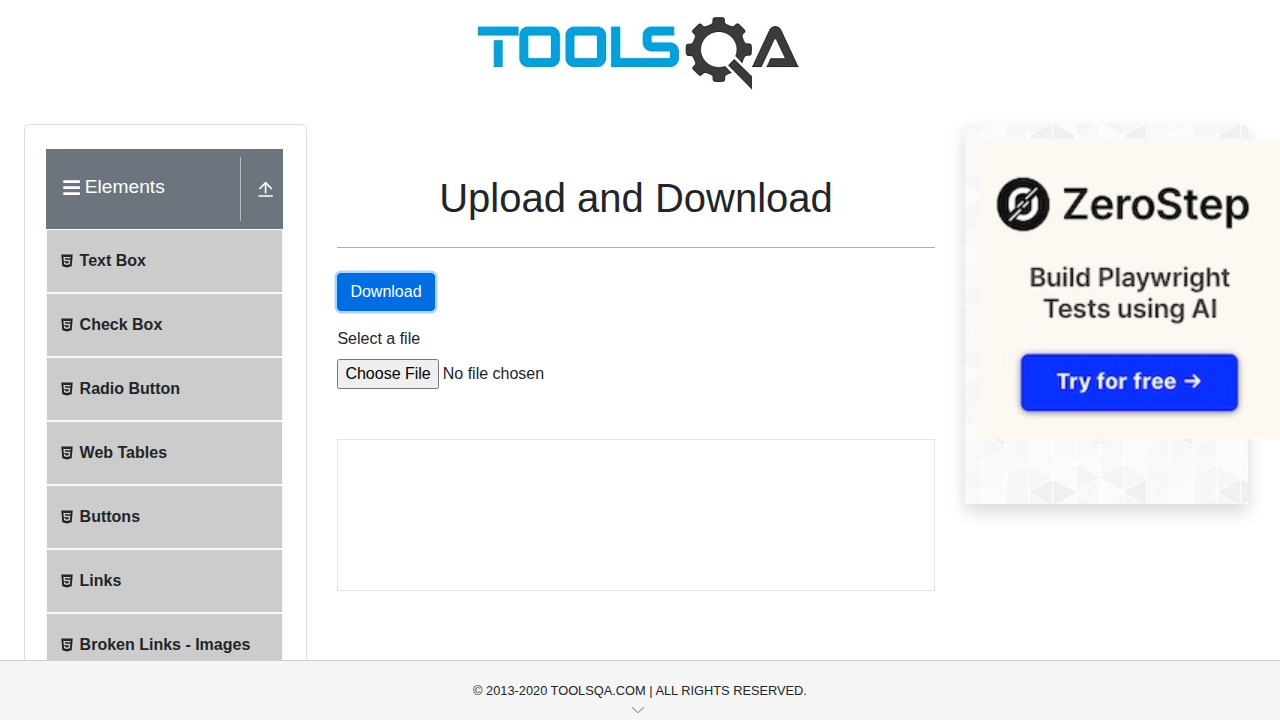 TOOLSQA
Elements
Text Box
Check Box
Radio Button
Web Tables
Buttons
Links
Broken Links - Images
Upload and Download
Download
Select a file
Choose File No file chosen
ZeroStep
Build Playwright
Tests using AI
Try for free →
© 2013-2020 TOOLSQA.COM | ALL RIGHTS RESERVED.